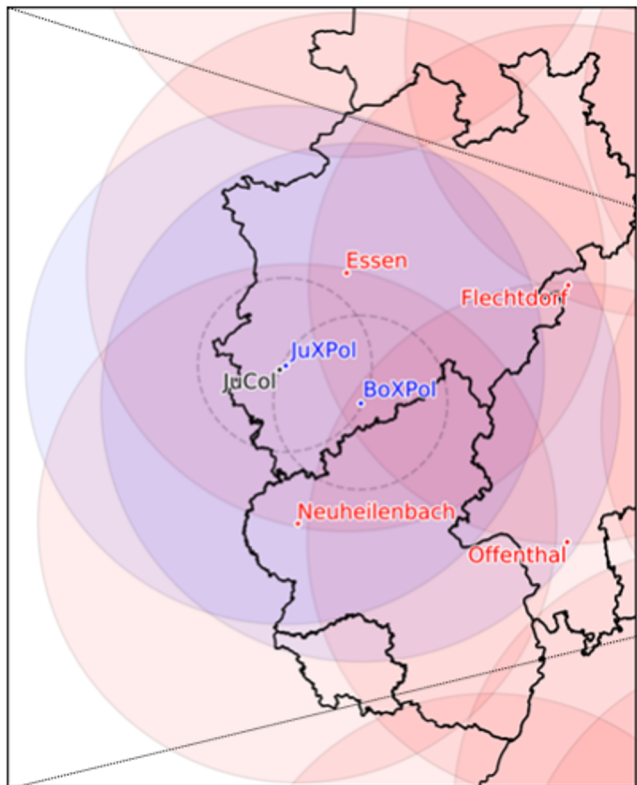 Essen
Flechtdorf
JuXPol
JuCol
BoXPol
Neuheilenbach
Offenthal